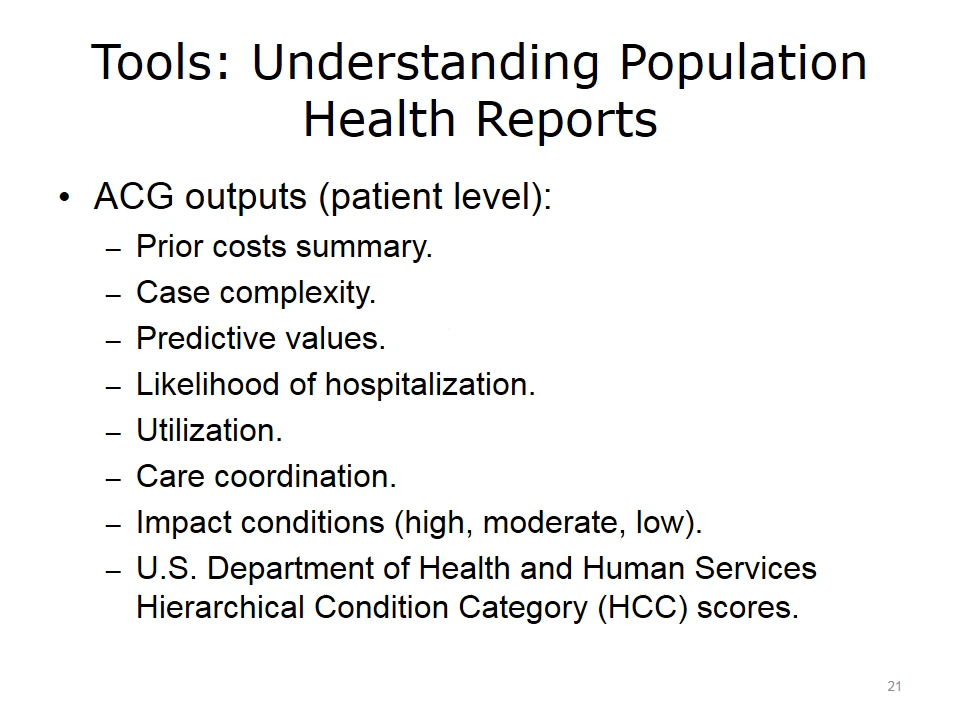 Tools: Understanding Population
Health Reports
• ACG outputs (patient level):
– Prior costs summary.
– Case complexity.
– Predictive values.
– Likelihood of hospitalization.
– Utilization.
– Care coordination.
– Impact conditions (high, moderate, low).
– U.S. Department of Health and Human Services
Hierarchical Condition Category (HCC) scores.
21